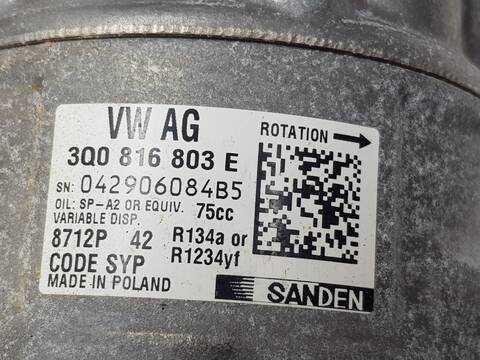 VW AG
ROTATION
3Q0 816 803 E
SN: 042906084B5
OIL: SP-A2 OR EQUIV. 75cc
VARIABLE DISP.
8712P 42 R134a or
CODE SYP R1234yf
MADE IN POLAND
SANDEN